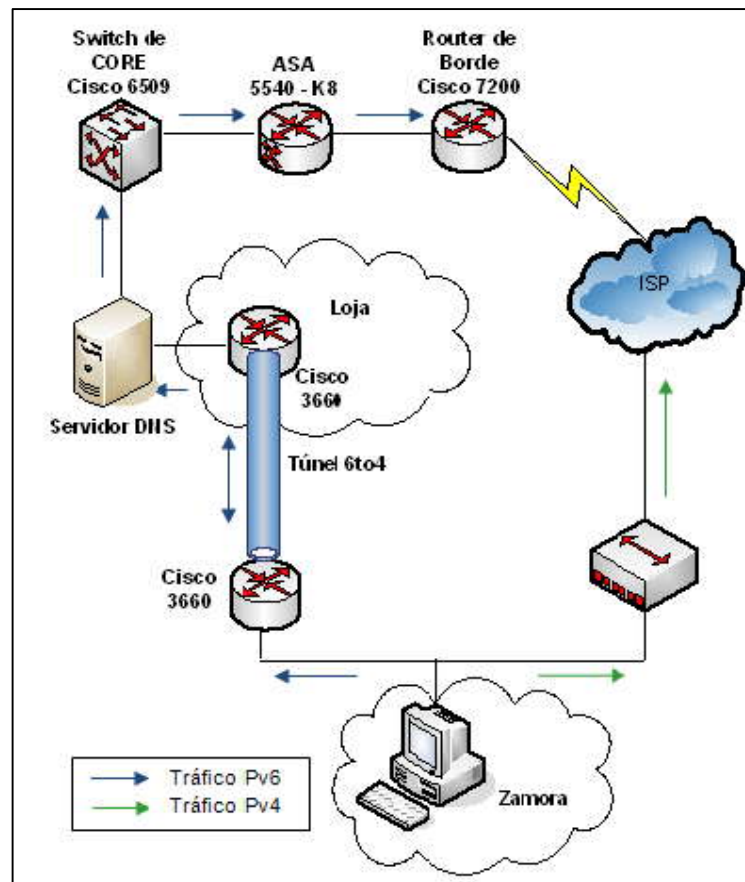 Switch de
CORE
Cisco 6509
ASA
5540 - K8
Router de
Borde
Cisco 7200
ISP
Loja
Cisco
3660
Servidor DNS
Túnel 6to4
Cisco
3660
Zamora
Tráfico Pv6
Tráfico Pv4